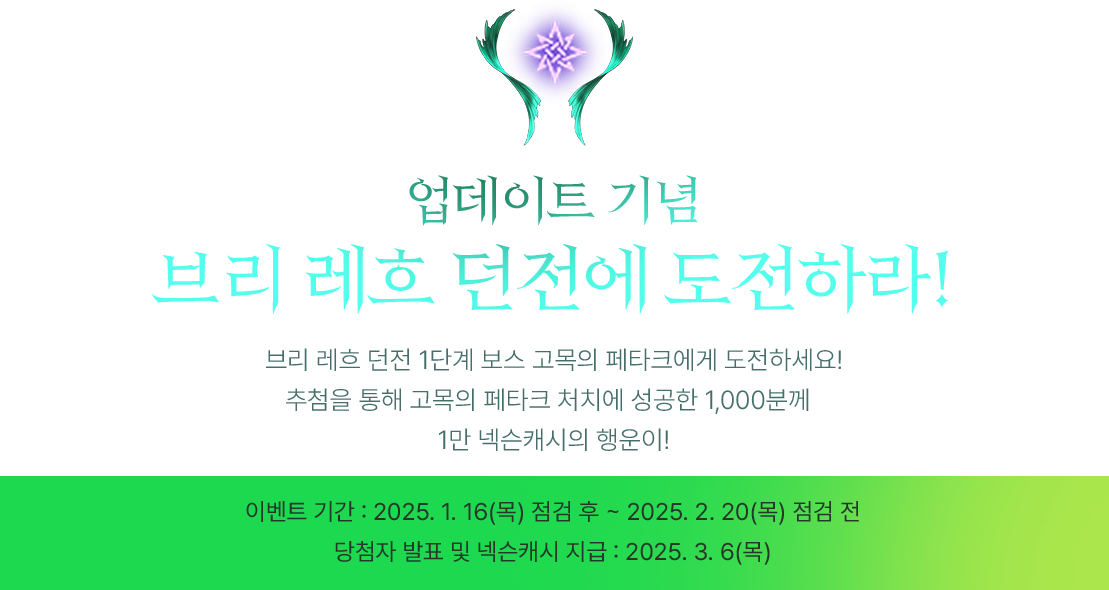 업데이트 기념
브리 레흐 던전에 도전하라!
브리 레흐 던전 1단계 보스 고목의 페타크에게 도전하세요!
추첨을 통해 고목의 페타크 처치에 성공한 1,000분께
1만 넥슨캐시의 행운이!
이벤트 기간 : 2025. 1. 16(목) 점검 후 ~ 2025. 2. 20(목) 점검 전
당첨자 발표 및 넥슨캐시 지급 : 2025. 3. 6(목)